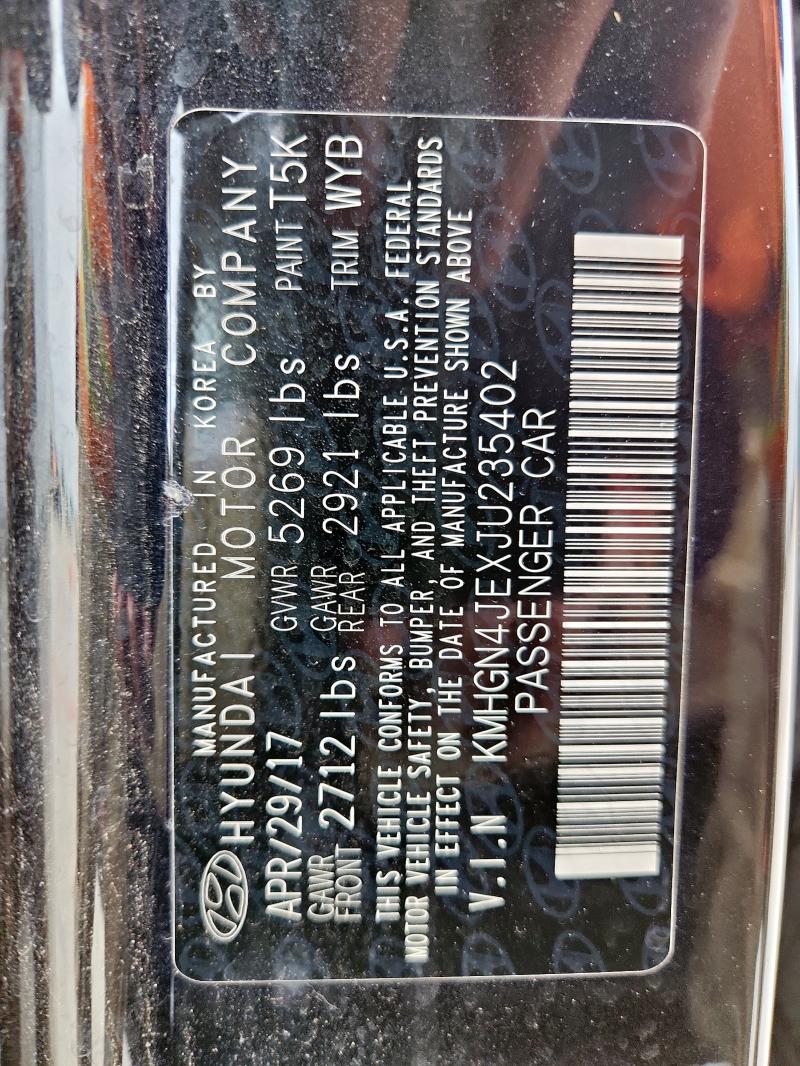 MANUFACTURED IN KOREA BY
HYUNDAI MOTOR COMPANY
APR/29/17 GVWR 5269 lbs PAINT T5K
GAWR FRONT 2712 lbs GAWR REAR 2921 lbs TRIM WYB
THIS VEHICLE CONFORMS TO ALL APPLICABLE U.S.A. FEDERAL
MOTOR VEHICLE SAFETY, BUMPER, AND THEFT PREVENTION STANDARDS
IN EFFECT ON THE DATE OF MANUFACTURE SHOWN ABOVE
V.I.N KMHGN4JEXJU235402
PASSENGER CAR